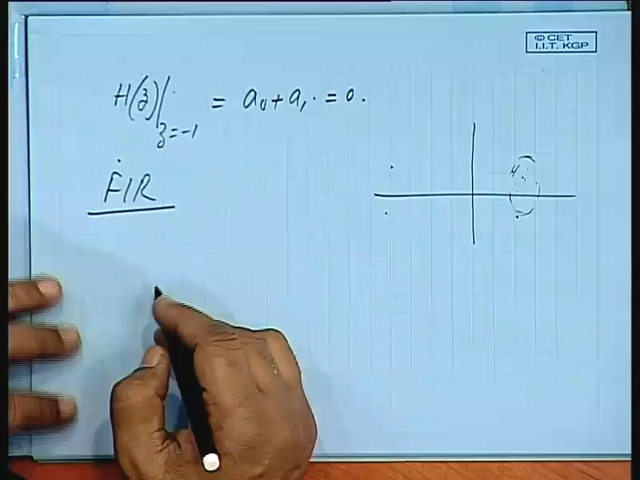 © CET
I.I.T. KGP
H(z)|z=-1 = a0 + a1 = 0.
FIR